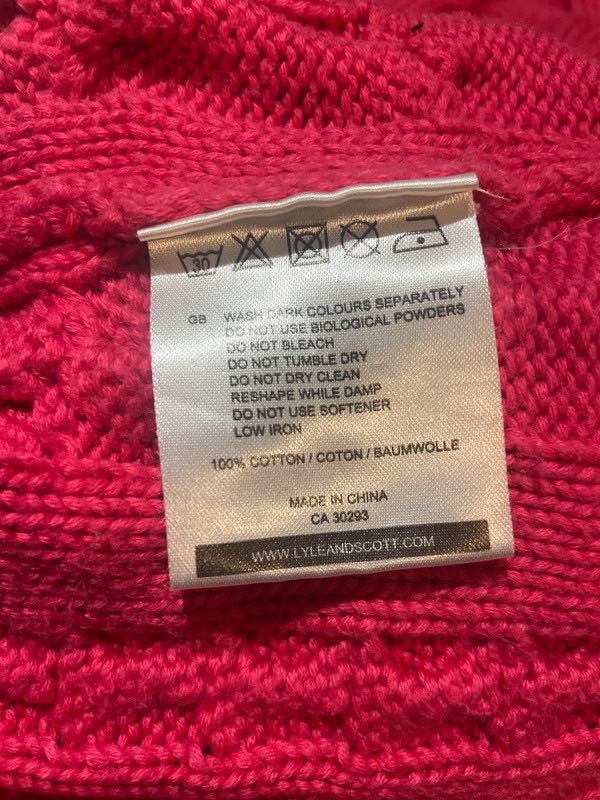 30
GB WASH DARK COLOURS SEPARATELY
DO NOT USE BIOLOGICAL POWDERS
DO NOT BLEACH
DO NOT TUMBLE DRY
DO NOT DRY CLEAN
RESHAPE WHILE DAMP
DO NOT USE SOFTENER
LOW IRON
100% COTTON / COTON / BAUMWOLLE
MADE IN CHINA
CA 30293
WWW.LYLEANDSCOTT.COM